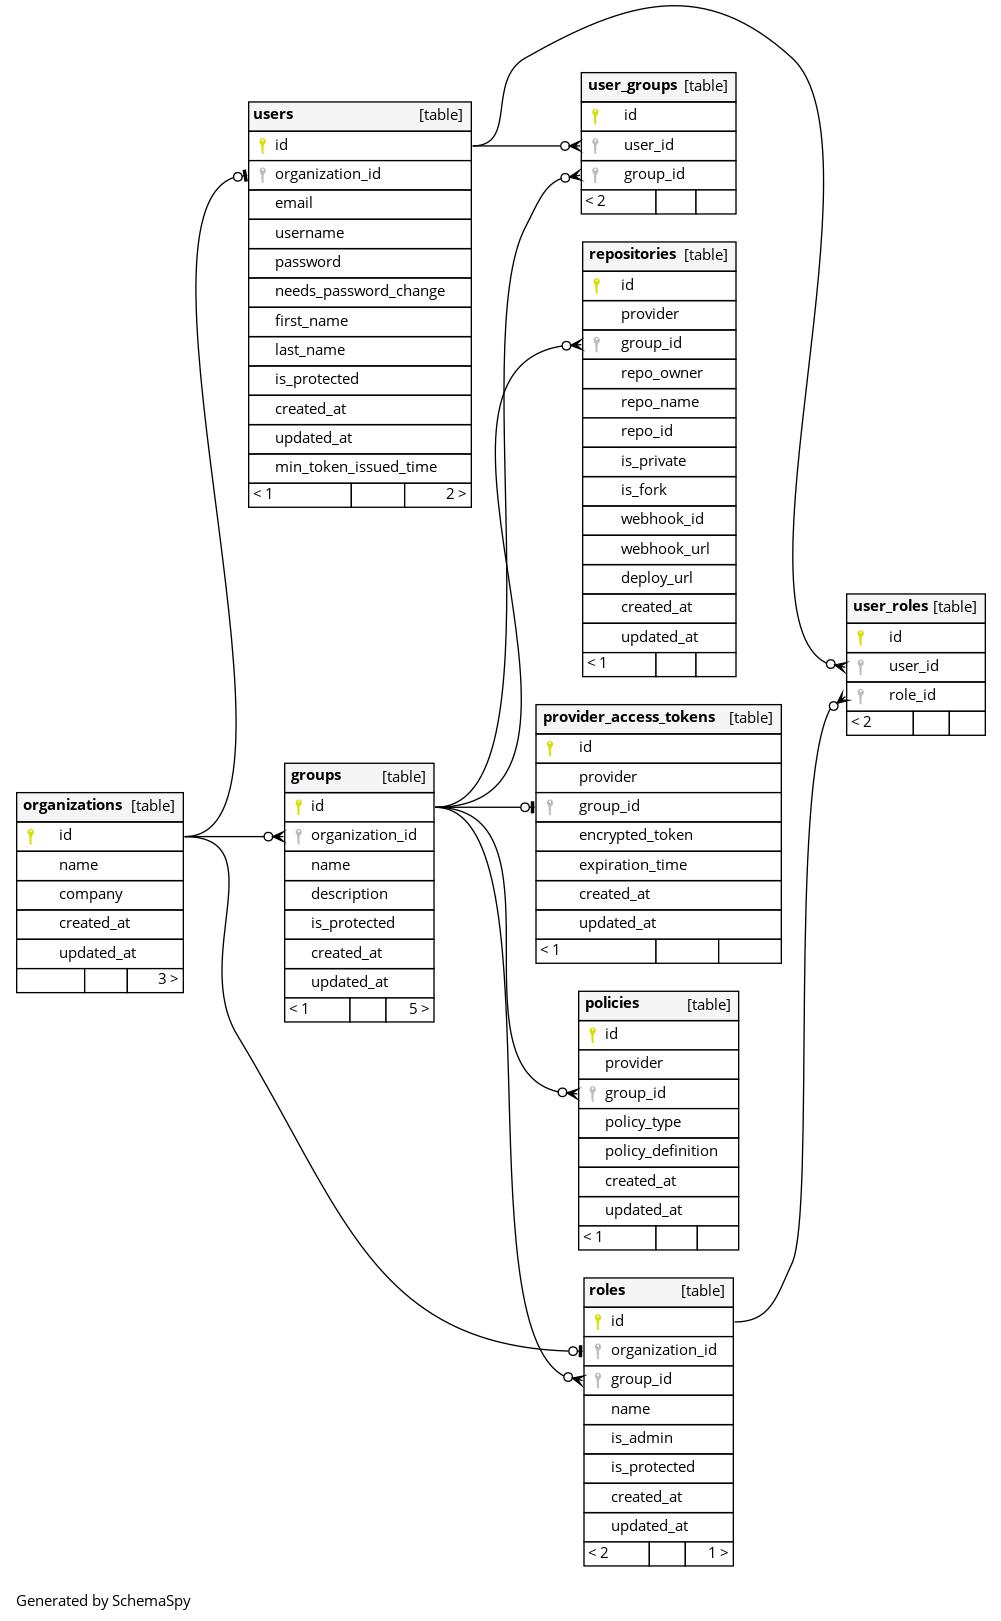 users [table]
id
organization_id
email
username
password
needs_password_change
first_name
last_name
is_protected
created_at
updated_at
min_token_issued_time
< 1 2 >
user_groups [table]
id
user_id
group_id
< 2
repositories [table]
id
provider
group_id
repo_owner
repo_name
repo_id
is_private
is_fork
webhook_id
webhook_url
deploy_url
created_at
updated_at
< 1
user_roles [table]
id
user_id
role_id
< 2
provider_access_tokens [table]
id
provider
group_id
encrypted_token
expiration_time
created_at
updated_at
< 1
organizations [table]
id
name
company
created_at
updated_at
3 >
groups [table]
id
organization_id
name
description
is_protected
created_at
updated_at
< 1 5 >
policies [table]
id
provider
group_id
policy_type
policy_definition
created_at
updated_at
< 1
roles [table]
id
organization_id
group_id
name
is_admin
is_protected
created_at
updated_at
< 2 1 >
Generated by SchemaSpy